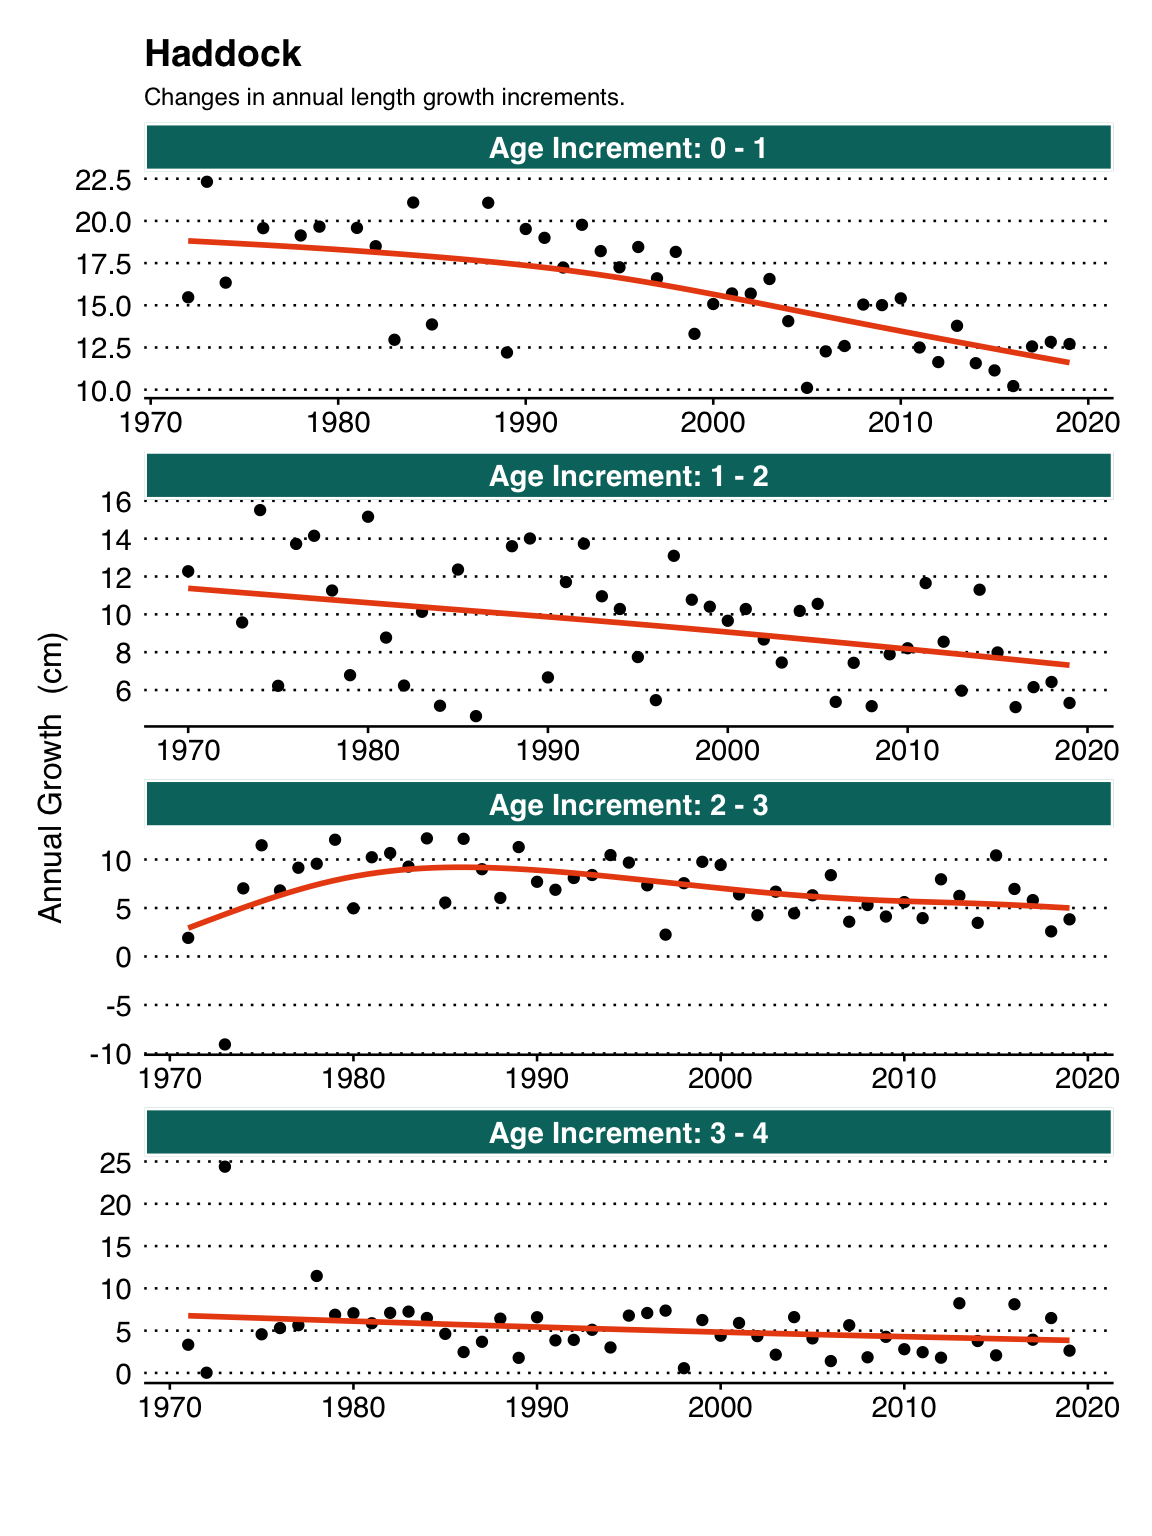 Haddock
Changes in annual length growth increments.
Age Increment: 0 - 1
22.5
20.0
17.5
15.0
12.5
10.0
1970 1980 1990 2000 2010 2020
Age Increment: 1 - 2
16
14
12
10
8
6
1970 1980 1990 2000 2010 2020
Annual Growth (cm)
Age Increment: 2 - 3
10
5
0
-5
-10
1970 1980 1990 2000 2010 2020
Age Increment: 3 - 4
25
20
15
10
5
0
1970 1980 1990 2000 2010 2020